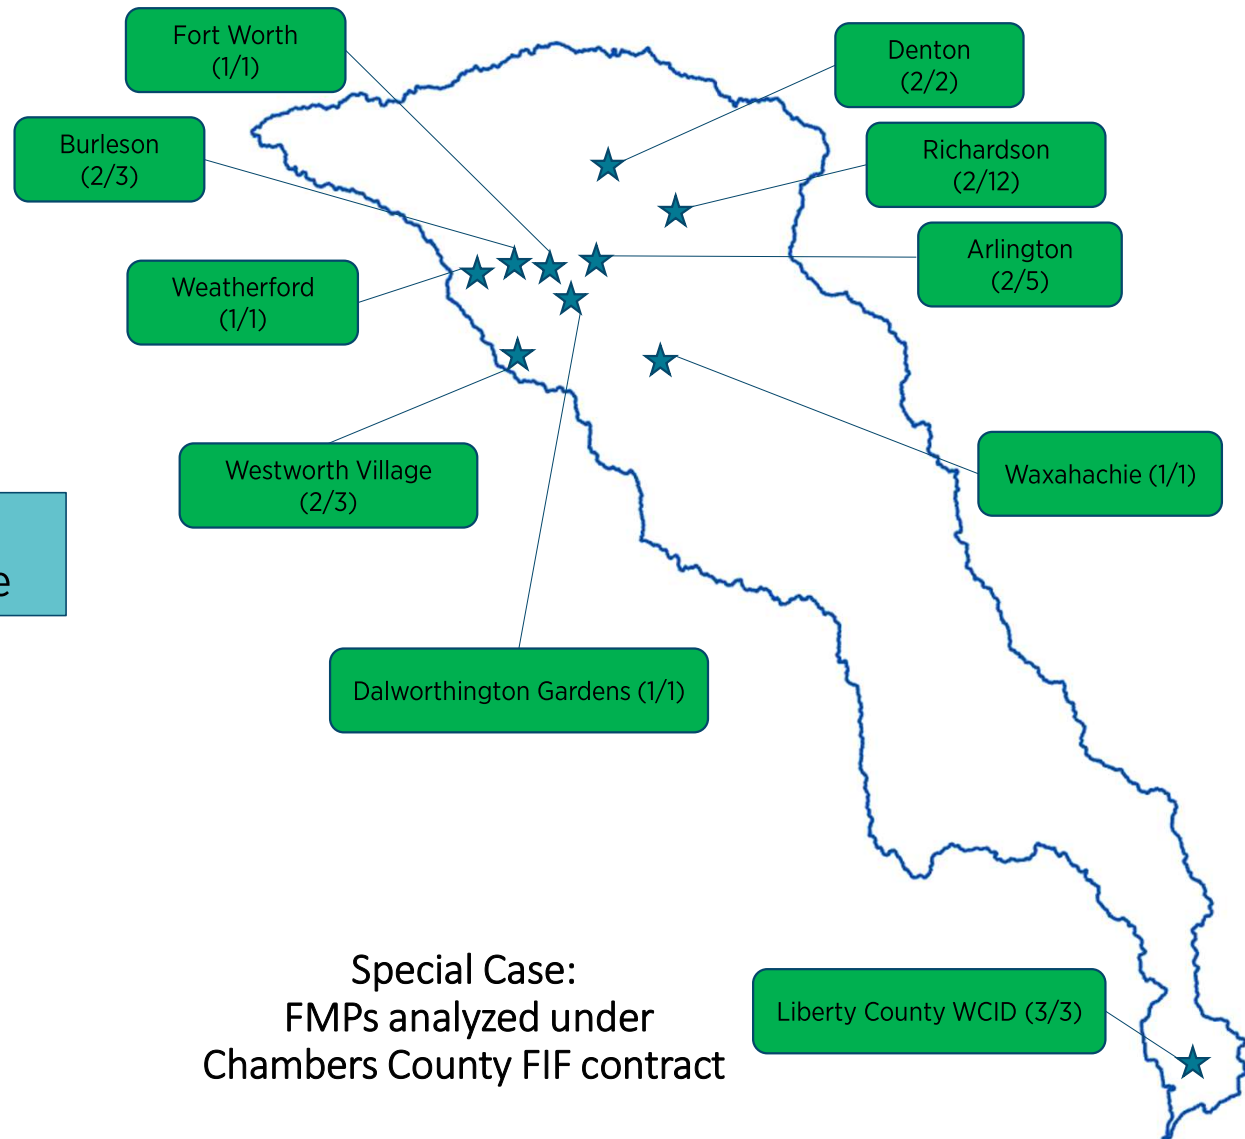 Fort Worth
(1/1)
Denton
(2/2)
Burleson
(2/3)
Richardson
(2/12)
Arlington
(2/5)
Weatherford
(1/1)
Westworth Village
(2/3)
Waxahachie (1/1)
e
Dalworthington Gardens (1/1)
Special Case:
FMPs analyzed under
Chambers County FIF contract
Liberty County WCID (3/3)